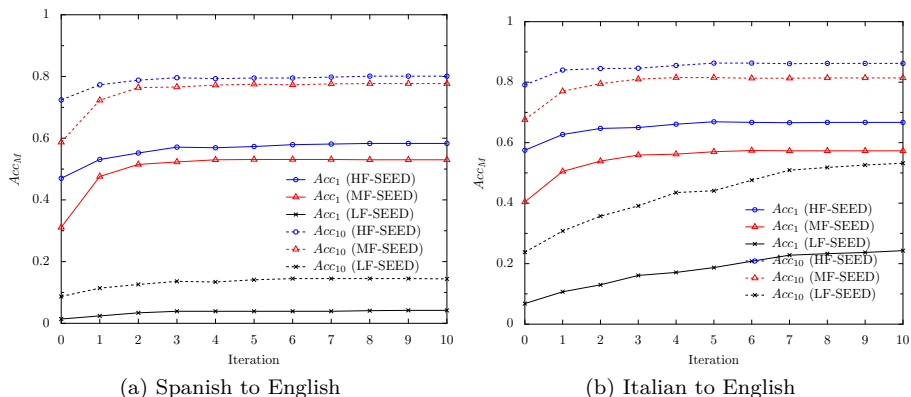 1
0.8
0.6
0.4
0.2
0
Acc_M
0 1 2 3 4 5 6 7 8 9 10
Iteration
Acc_1 (HF-SEED)
Acc_1 (MF-SEED)
Acc_1 (LF-SEED)
Acc_10 (HF-SEED)
Acc_10 (MF-SEED)
Acc_10 (LF-SEED)
(a) Spanish to English
1
0.8
0.6
0.4
0.2
0
Acc_M
0 1 2 3 4 5 6 7 8 9 10
Iteration
Acc_1 (HF-SEED)
Acc_1 (MF-SEED)
Acc_1 (LF-SEED)
Acc_10 (HF-SEED)
Acc_10 (MF-SEED)
Acc_10 (LF-SEED)
(b) Italian to English